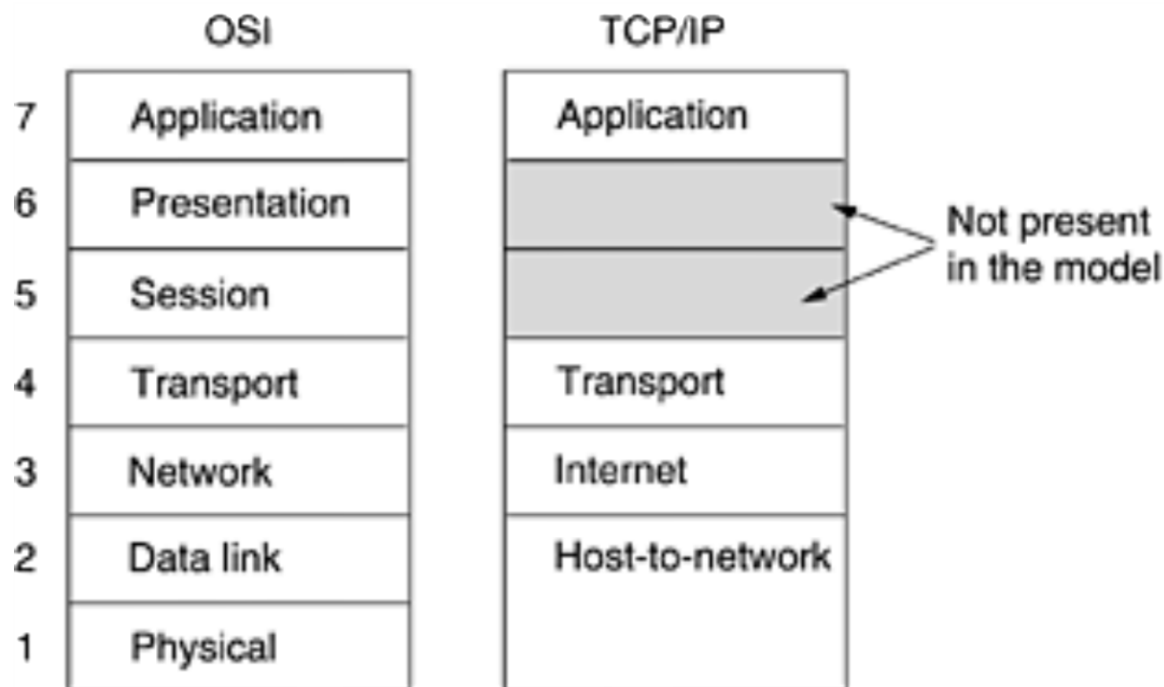 OSI TCP/IP
7 Application Application
6 Presentation
Not present
in the model
5 Session
4 Transport Transport
3 Network Internet
2 Data link Host-to-network
1 Physical